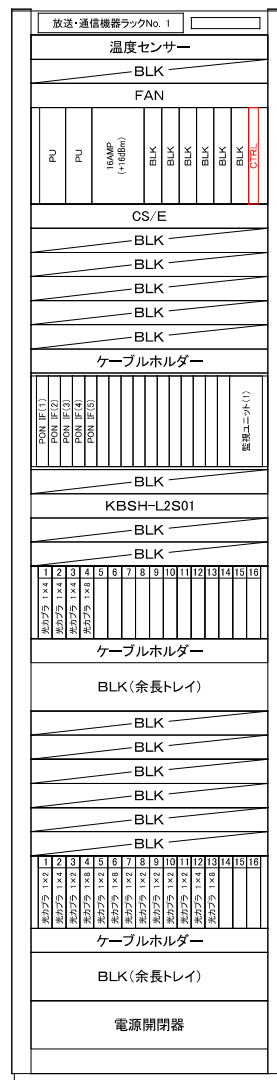 放送・通信機器ラックNo. 1
温度センサー
BLK
FAN
PU PU 16AMP (+16dBm) BLK BLK BLK BLK BLK BLK CTRL
CS/E
BLK
BLK
BLK
BLK
BLK
ケーブルホルダー
PON IF(1) PON IF(2) PON IF(3) PON IF(4) PON IF(5) 監視ユニット(1)
BLK
KBSH-L2S01
BLK
BLK
1 2 3 4 5 6 7 8 9 10 11 12 13 14 15 16
光カプラ 1×4 光カプラ 1×4 光カプラ 1×4 光カプラ 1×8
ケーブルホルダー
BLK(余長トレイ)
BLK
BLK
BLK
BLK
BLK
BLK
1 2 3 4 5 6 7 8 9 10 11 12 13 14 15 16
光カプラ 1×2 光カプラ 1×4 光カプラ 1×2 光カプラ 1×8 光カプラ 1×2 光カプラ 1×8 光カプラ 1×2 光カプラ 1×2 光カプラ 1×2 光カプラ 1×2 光カプラ 1×2 光カプラ 1×4 光カプラ 1×8
ケーブルホルダー
BLK(余長トレイ)
電源開閉器